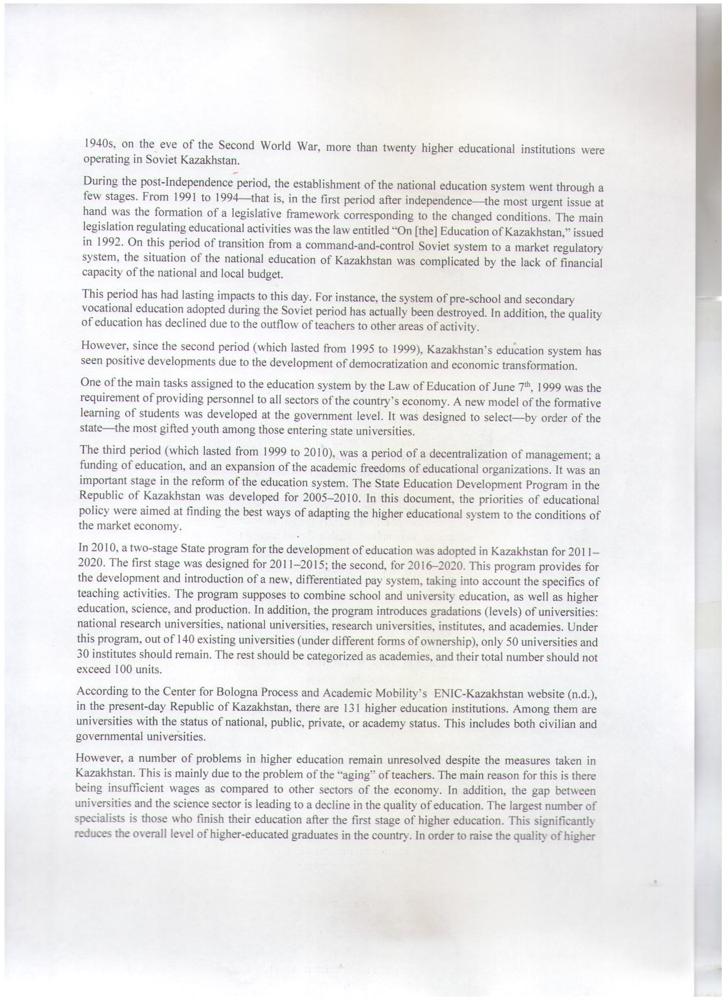 1940s, on the eve of the Second World War, more than twenty higher educational institutions were
operating in Soviet Kazakhstan.
During the post-Independence period, the establishment of the national education system went through a
few stages. From 1991 to 1994—that is, in the first period after independence—the most urgent issue at
hand was the formation of a legislative framework corresponding to the changed conditions. The main
legislation regulating educational activities was the law entitled “On [the] Education of Kazakhstan,” issued
in 1992. On this period of transition from a command-and-control Soviet system to a market regulatory
system, the situation of the national education of Kazakhstan was complicated by the lack of financial
capacity of the national and local budget.
This period has had lasting impacts to this day. For instance, the system of pre-school and secondary
vocational education adopted during the Soviet period has actually been destroyed. In addition, the quality
of education has declined due to the outflow of teachers to other areas of activity.
However, since the second period (which lasted from 1995 to 1999), Kazakhstan’s education system has
seen positive developments due to the development of democratization and economic transformation.
One of the main tasks assigned to the education system by the Law of Education of June 7th, 1999 was the
requirement of providing personnel to all sectors of the country’s economy. A new model of the formative
learning of students was developed at the government level. It was designed to select—by order of the
state—the most gifted youth among those entering state universities.
The third period (which lasted from 1999 to 2010), was a period of a decentralization of management; a
funding of education, and an expansion of the academic freedoms of educational organizations. It was an
important stage in the reform of the education system. The State Education Development Program in the
Republic of Kazakhstan was developed for 2005–2010. In this document, the priorities of educational
policy were aimed at finding the best ways of adapting the higher educational system to the conditions of
the market economy.
In 2010, a two-stage State program for the development of education was adopted in Kazakhstan for 2011–
2020. The first stage was designed for 2011–2015; the second, for 2016–2020. This program provides for
the development and introduction of a new, differentiated pay system, taking into account the specifics of
teaching activities. The program supposes to combine school and university education, as well as higher
education, science, and production. In addition, the program introduces gradations (levels) of universities:
national research universities, national universities, research universities, institutes, and academies. Under
this program, out of 140 existing universities (under different forms of ownership), only 50 universities and
30 institutes should remain. The rest should be categorized as academies, and their total number should not
exceed 100 units.
According to the Center for Bologna Process and Academic Mobility’s ENIC-Kazakhstan website (n.d.),
in the present-day Republic of Kazakhstan, there are 131 higher education institutions. Among them are
universities with the status of national, public, private, or academy status. This includes both civilian and
governmental universities.
However, a number of problems in higher education remain unresolved despite the measures taken in
Kazakhstan. This is mainly due to the problem of the “aging” of teachers. The main reason for this is there
being insufficient wages as compared to other sectors of the economy. In addition, the gap between
universities and the science sector is leading to a decline in the quality of education. The largest number of
specialists is those who finish their education after the first stage of higher education. This significantly
reduces the overall level of higher-educated graduates in the country. In order to raise the quality of higher